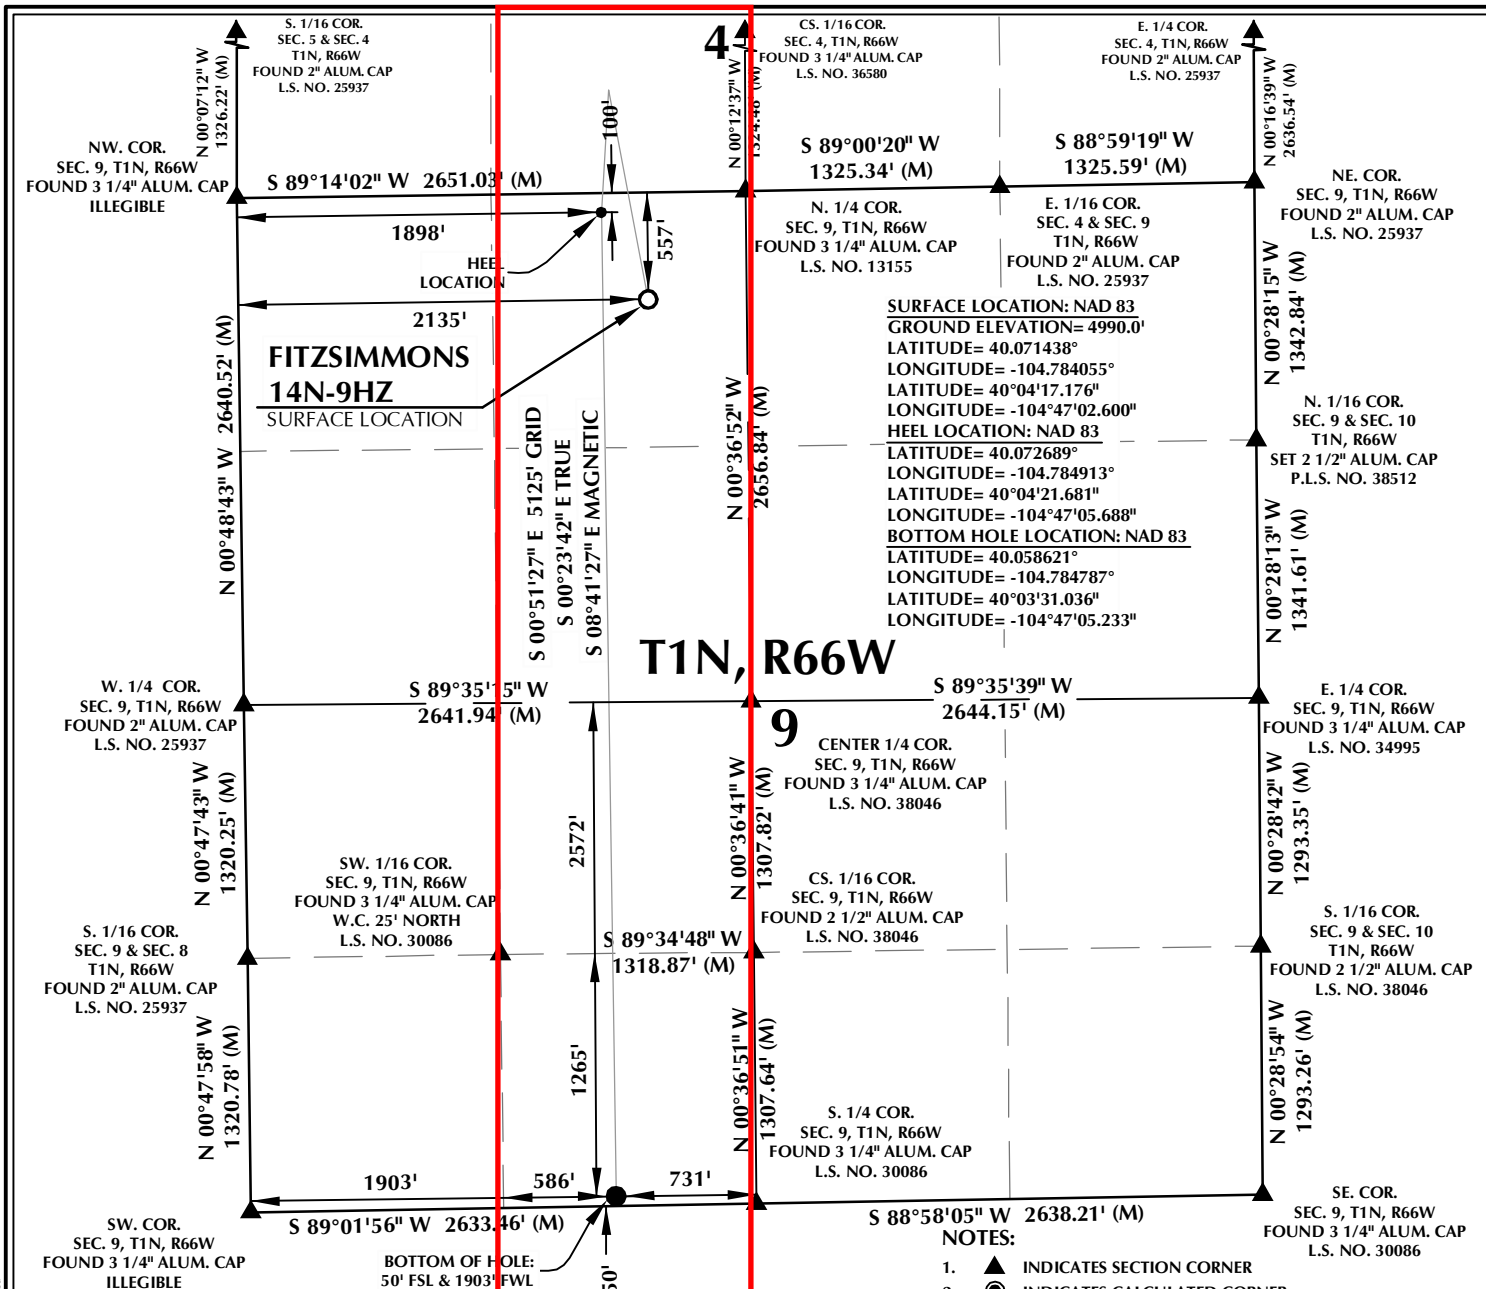 S. 1/16 COR.
SEC. 5 & SEC. 4
T1N, R66W
FOUND 2" ALUM. CAP
L.S. NO. 25937
N 00°07'12" W
1326.22' (M)
4
CS. 1/16 COR.
SEC. 4, T1N, R66W
FOUND 3 1/4" ALUM. CAP
L.S. NO. 36580
N 00°12'37" W
1324.48' (M)
E. 1/4 COR.
SEC. 4, T1N, R66W
FOUND 2" ALUM. CAP
L.S. NO. 25937
N 00°16'39" W
2636.54' (M)
NW. COR.
SEC. 9, T1N, R66W
FOUND 3 1/4" ALUM. CAP
ILLEGIBLE
S 89°14'02" W 2651.03' (M)
100'
S 89°00'20" W
1325.34' (M)
S 88°59'19" W
1325.59' (M)
NE. COR.
SEC. 9, T1N, R66W
FOUND 2" ALUM. CAP
L.S. NO. 25937
N. 1/4 COR.
SEC. 9, T1N, R66W
FOUND 3 1/4" ALUM. CAP
L.S. NO. 13155
E. 1/16 COR.
SEC. 4 & SEC. 9
T1N, R66W
FOUND 2" ALUM. CAP
L.S. NO. 25937
1898'
557'
HEEL
LOCATION
2135'
FITZSIMMONS
14N-9HZ
SURFACE LOCATION
SURFACE LOCATION: NAD 83
GROUND ELEVATION= 4990.0'
LATITUDE= 40.071438°
LONGITUDE= -104.784055°
LATITUDE= 40°04'17.176"
LONGITUDE= -104°47'02.600"
HEEL LOCATION: NAD 83
LATITUDE= 40.072689°
LONGITUDE= -104.784913°
LATITUDE= 40°04'21.681"
LONGITUDE= -104°47'05.688"
BOTTOM HOLE LOCATION: NAD 83
LATITUDE= 40.058621°
LONGITUDE= -104.784787°
LATITUDE= 40°03'31.036"
LONGITUDE= -104°47'05.233"
N 00°28'15" W
1342.84' (M)
N. 1/16 COR.
SEC. 9 & SEC. 10
T1N, R66W
SET 2 1/2" ALUM. CAP
P.L.S. NO. 38512
N 00°48'43" W 2640.52' (M)
S 00°51'27" E 5125' GRID
S 00°23'42" E TRUE
S 08°41'27" E MAGNETIC
N 00°36'52" W
2656.84' (M)
N 00°28'13" W
1341.61' (M)
T1N, R66W
W. 1/4 COR.
SEC. 9, T1N, R66W
FOUND 2" ALUM. CAP
L.S. NO. 25937
S 89°35'15" W
2641.94' (M)
9
S 89°35'39" W
2644.15' (M)
E. 1/4 COR.
SEC. 9, T1N, R66W
FOUND 3 1/4" ALUM. CAP
L.S. NO. 34995
CENTER 1/4 COR.
SEC. 9, T1N, R66W
FOUND 3 1/4" ALUM. CAP
L.S. NO. 38046
N 00°47'43" W
1320.25' (M)
2572'
N 00°36'41" W
1307.82' (M)
N 00°28'42" W
1293.35' (M)
SW. 1/16 COR.
SEC. 9, T1N, R66W
FOUND 3 1/4" ALUM. CAP
W.C. 25' NORTH
L.S. NO. 30086
CS. 1/16 COR.
SEC. 9, T1N, R66W
FOUND 2 1/2" ALUM. CAP
L.S. NO. 38046
S. 1/16 COR.
SEC. 9 & SEC. 8
T1N, R66W
FOUND 2" ALUM. CAP
L.S. NO. 25937
S 89°34'48" W
1318.87' (M)
S. 1/16 COR.
SEC. 9 & SEC. 10
T1N, R66W
FOUND 2 1/2" ALUM. CAP
L.S. NO. 38046
N 00°47'58" W
1320.78' (M)
1265'
N 00°36'51" W
1307.64' (M)
N 00°28'54" W
1293.26' (M)
S. 1/4 COR.
SEC. 9, T1N, R66W
FOUND 3 1/4" ALUM. CAP
L.S. NO. 30086
1903'
586'
731'
SW. COR.
SEC. 9, T1N, R66W
FOUND 3 1/4" ALUM. CAP
ILLEGIBLE
S 89°01'56" W 2633.46' (M)
S 88°58'05" W 2638.21' (M)
SE. COR.
SEC. 9, T1N, R66W
FOUND 3 1/4" ALUM. CAP
L.S. NO. 30086
BOTTOM OF HOLE:
50' FSL & 1903' FWL
50'
NOTES:
1. INDICATES SECTION CORNER
2. INDICATES CALCULATED CORNER